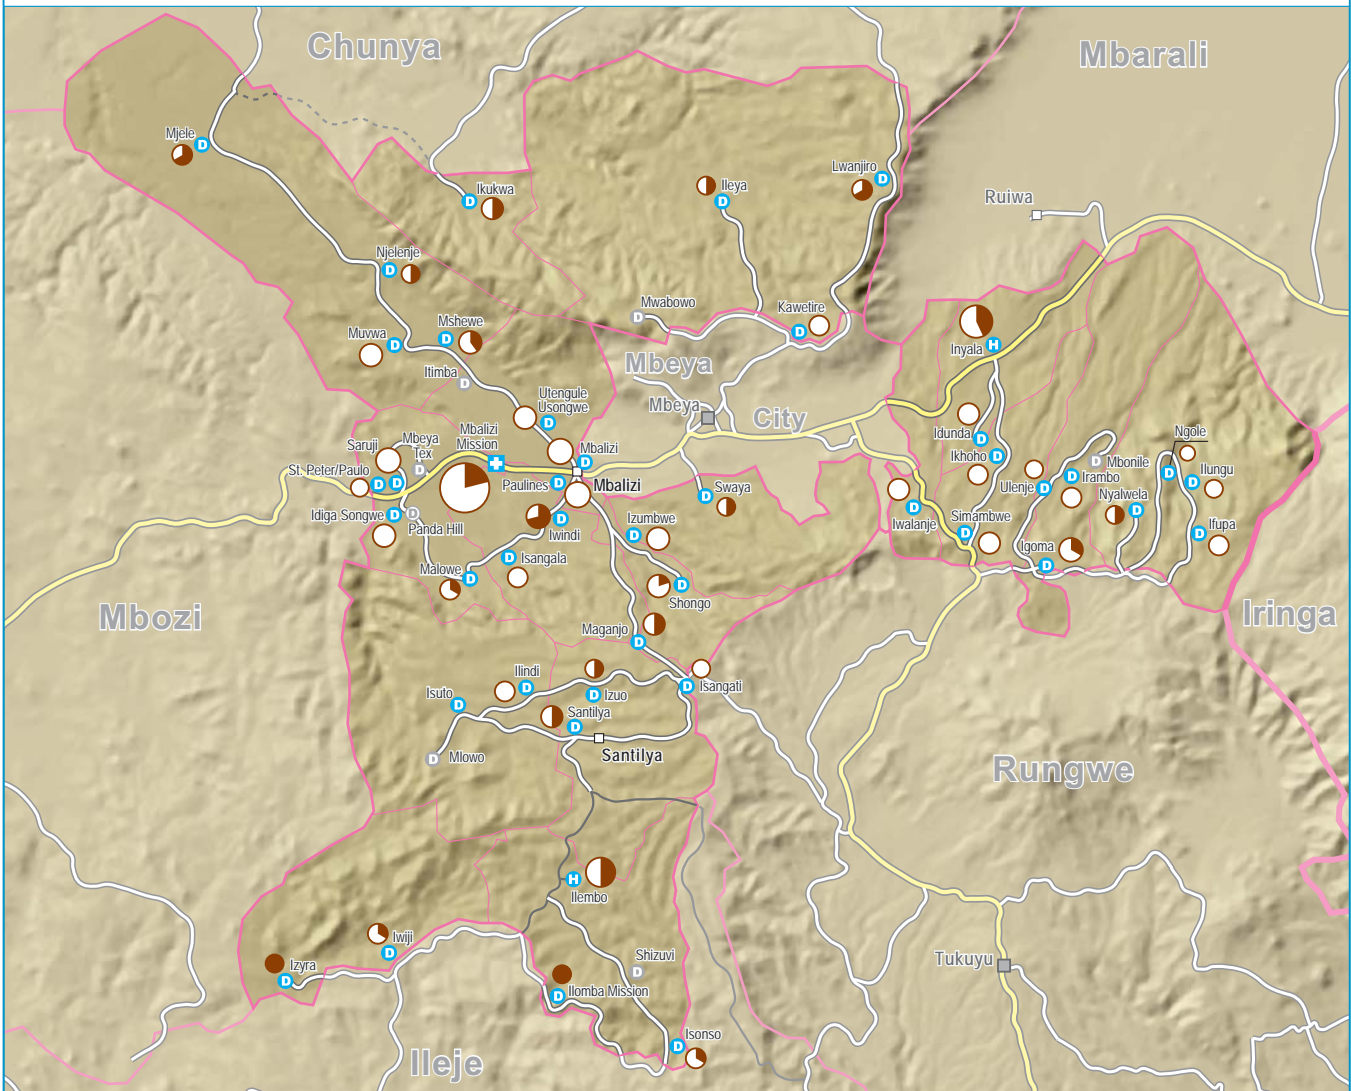 Chunya
Mbarali
Mjele
D
Ikukwa
D
Ileya
D
Lwanjiro
D
Ruiwa
Njelenje
D
Mwabowo
D
Kawetire
D
Muvwa
D
Mshewe
D
Itimba
D
Inyala
H
Mbeya
Mbeya
City
Utengule
Usongwe
D
Mbalizi
Mission
Mbeya
Tex
D
Saruji
D
St. Peter/Paulo
D
Mbalizi
D
Mbalizi
Paulines
D
Idiga Songwe
D
Panda Hill
D
Iwindi
D
Izumbwe
D
Swaya
D
Isangala
D
Malowe
D
Shongo
D
Maganjo
D
Idunda
D
Ikhoho
D
Ulenje
D
Irambo
D
Mbonile
D
Ngole
D
Ilungu
D
Nyalwela
D
Ifupa
D
Iwalanje
D
Simambwe
D
Igoma
D
Mbozi
Iringa
Ilindi
D
Isuto
D
Izuo
D
Isangati
D
Santilya
D
Santilya
Mlowo
D
Rungwe
Ilembo
H
Iwiji
D
Izyra
D
Shizuvi
D
Ilomba Mission
D
Isonso
D
Tukuyu
Ileje